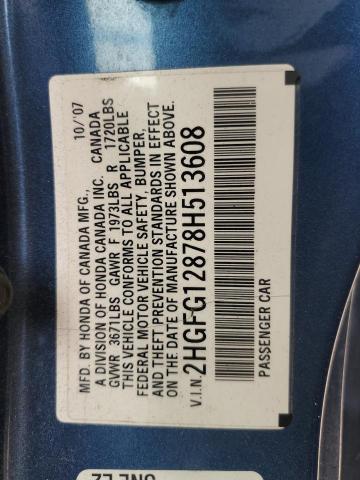 MFD. BY HONDA OF CANADA MFG., 10/'07
A DIVISION OF HONDA CANADA INC. CANADA
GVWR 3671LBS GAWR F 1973LBS R 1720LBS
THIS VEHICLE CONFORMS TO ALL APPLICABLE
FEDERAL MOTOR VEHICLE SAFETY, BUMPER,
AND THEFT PREVENTION STANDARDS IN EFFECT
ON THE DATE OF MANUFACTURE SHOWN ABOVE.
V.I.N. 2HGFG12878H513608
PASSENGER CAR